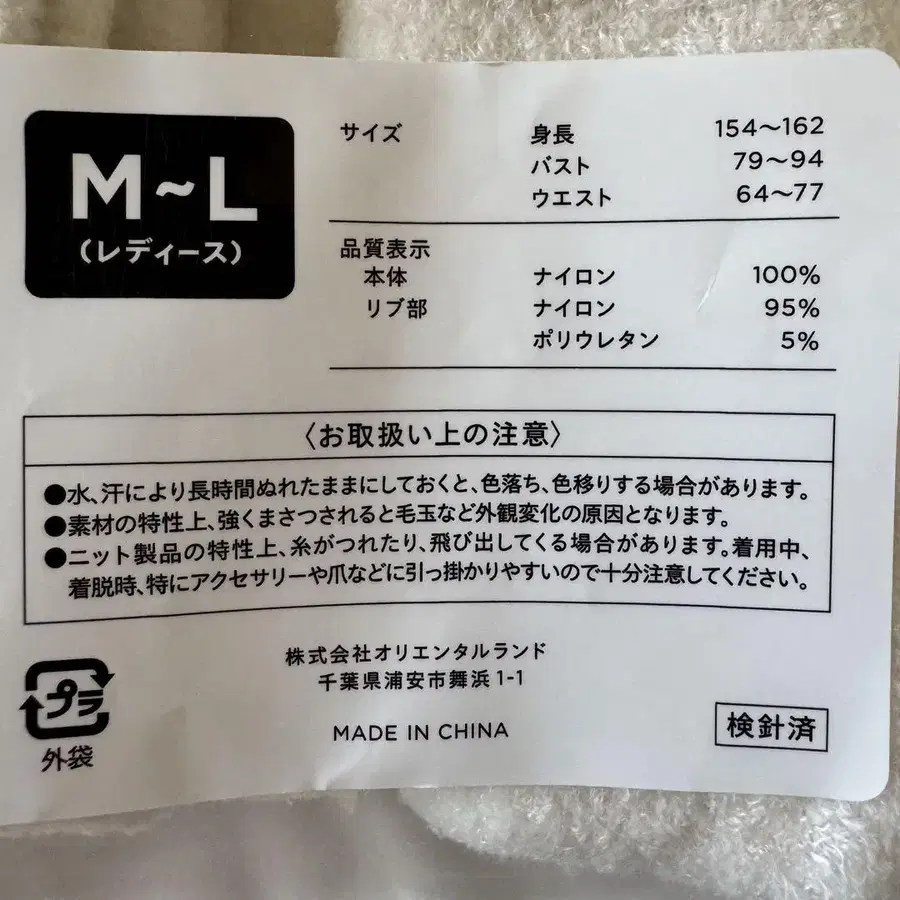 M~L
(レディース)
サイズ 身長 154〜162
バスト 79〜94
ウエスト 64〜77
品質表示
本体 ナイロン 100%
リブ部 ナイロン 95%
ポリウレタン 5%
〈お取扱い上の注意〉
●水、汗により長時間ぬれたままにしておくと、色落ち、色移りする場合があります。
●素材の特性上、強くまさつされると毛玉など外観変化の原因となります。
●ニット製品の特性上、糸がつれたり、飛び出してくる場合があります。着用中、
着脱時、特にアクセサリーや爪などに引っ掛かりやすいので十分注意してください。
株式会社オリエンタルランド
千葉県浦安市舞浜1-1
プラ
外袋
MADE IN CHINA
検針済